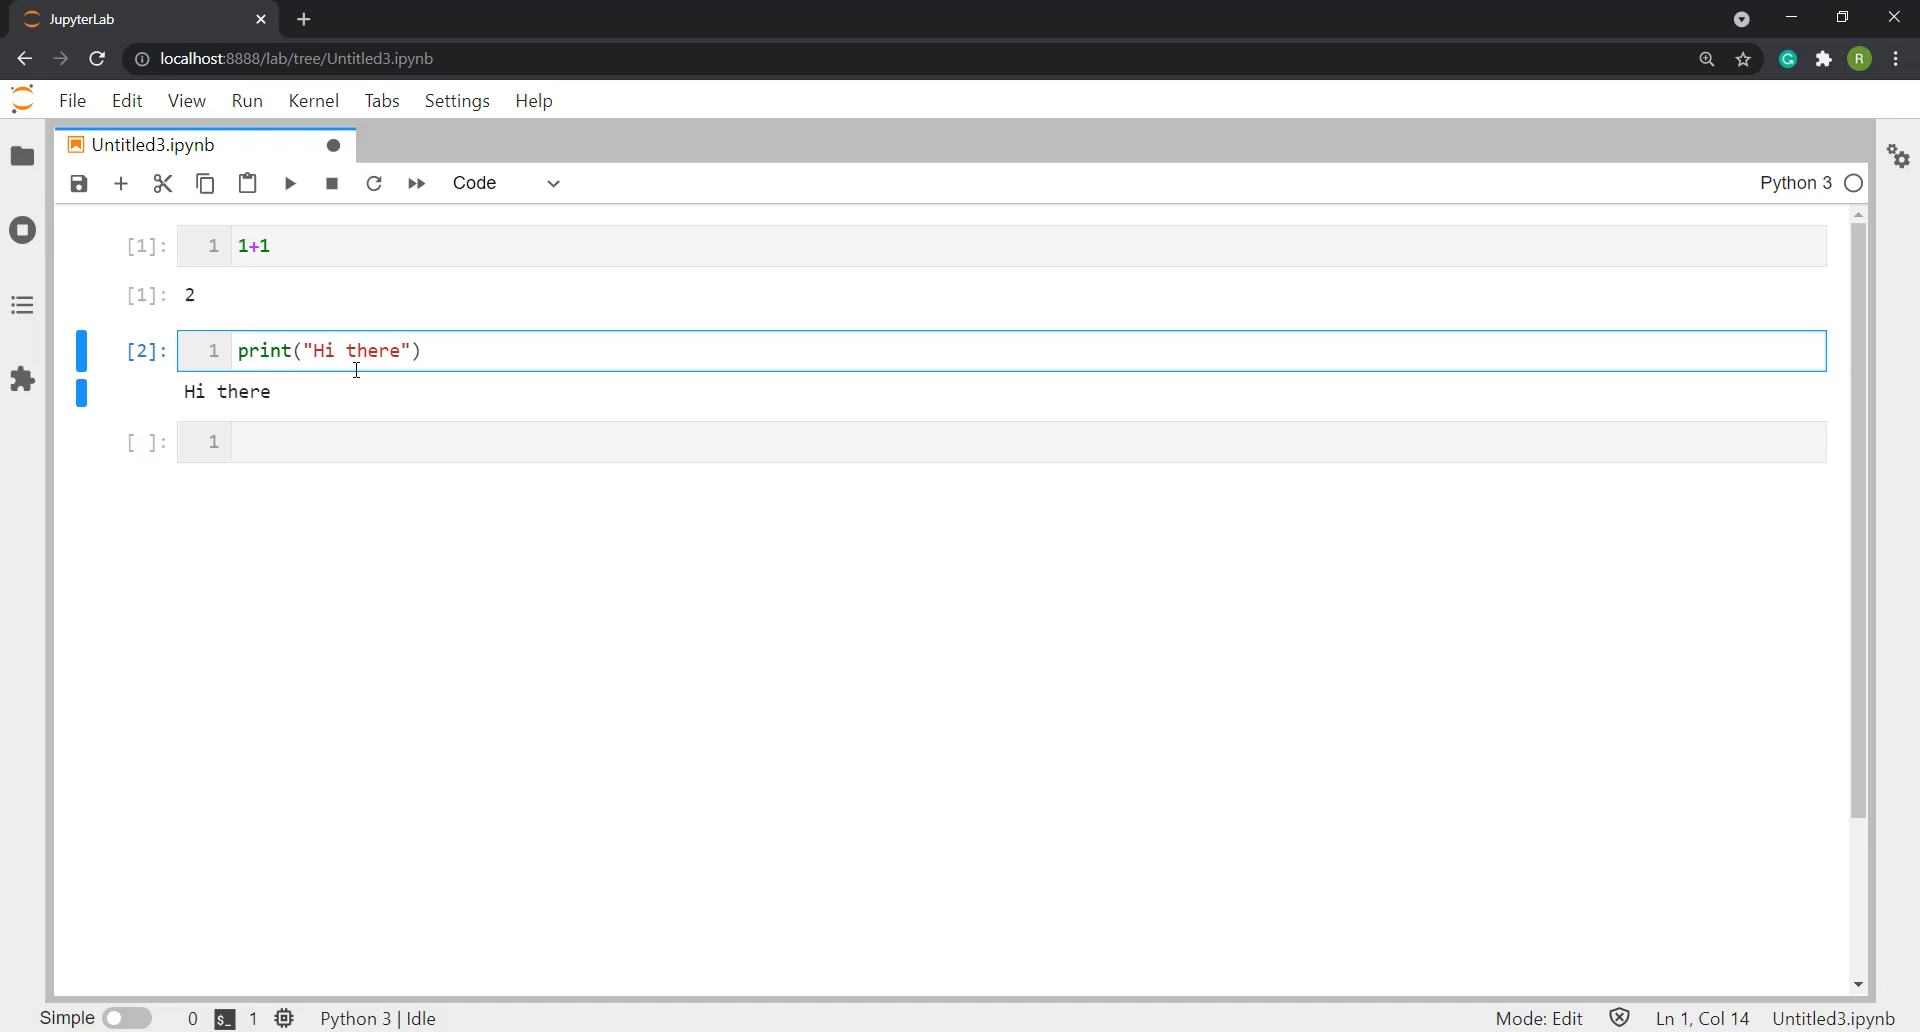 JupyterLab
localhost:8888/lab/tree/Untitled3.ipynb
R
File Edit View Run Kernel Tabs Settings Help
Untitled3.ipynb
Code
Python 3
[1]: 1 1+1
[1]: 2
[2]: 1 print("Hi there")
Hi there
[ ]: 1
Simple 0 $_ 1 Python 3 | Idle Mode: Edit Ln 1, Col 14 Untitled3.ipynb